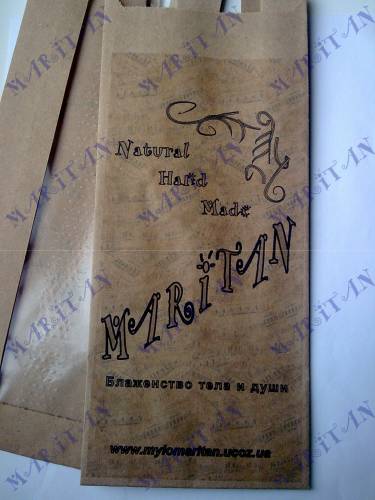 Natural
Hand
Made
MARiTAN
Блаженство тела и души
www.mylomaritan.ucoz.ua